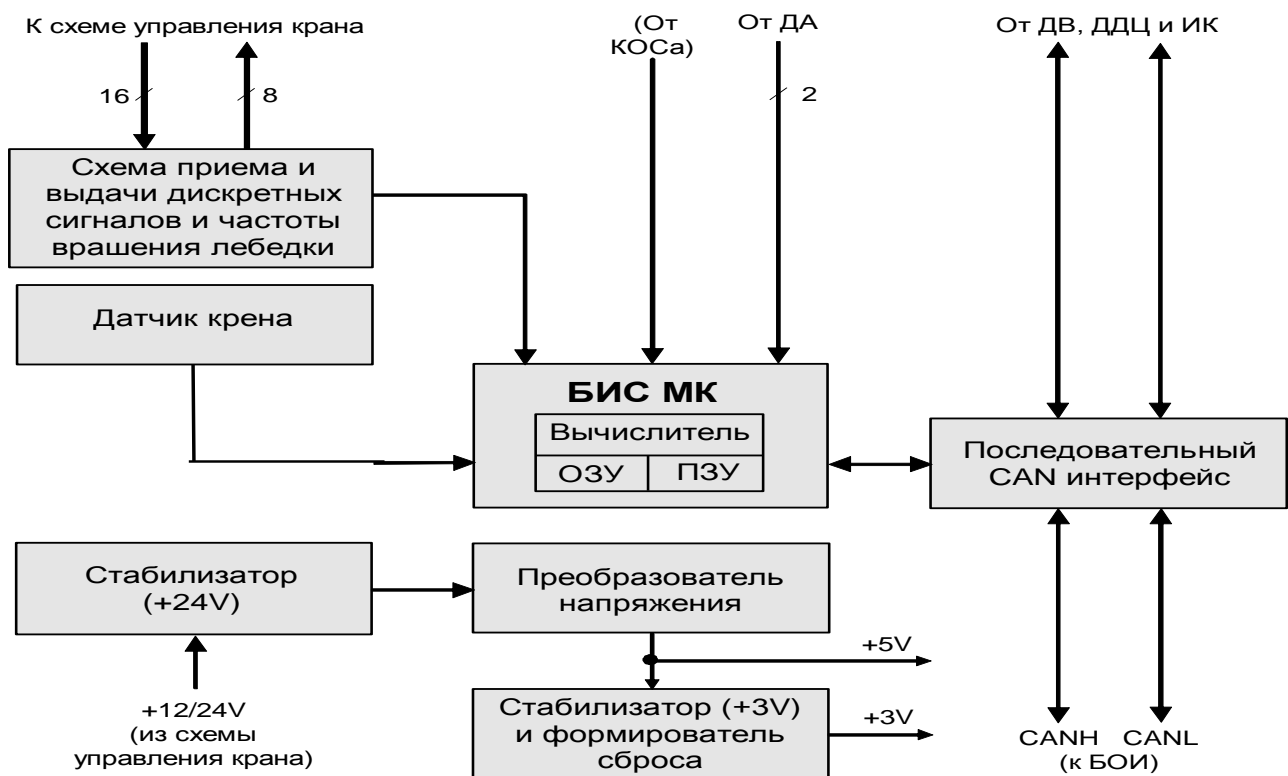 К схеме управления крана
(От
КОСа)
От ДА
От ДВ, ДДЦ и ИК
16
8
2
Схема приема и
выдачи дискретных
сигналов и частоты
врашения лебедки
Датчик крена
БИС МК
Вычислитель
ОЗУ
ПЗУ
Последовательный
CAN интерфейс
Стабилизатор
(+24V)
Преобразователь
напряжения
+5V
+12/24V
(из схемы
управления крана)
Стабилизатор (+3V)
и формирователь
сброса
+3V
CANH
CANL
(к БОИ)